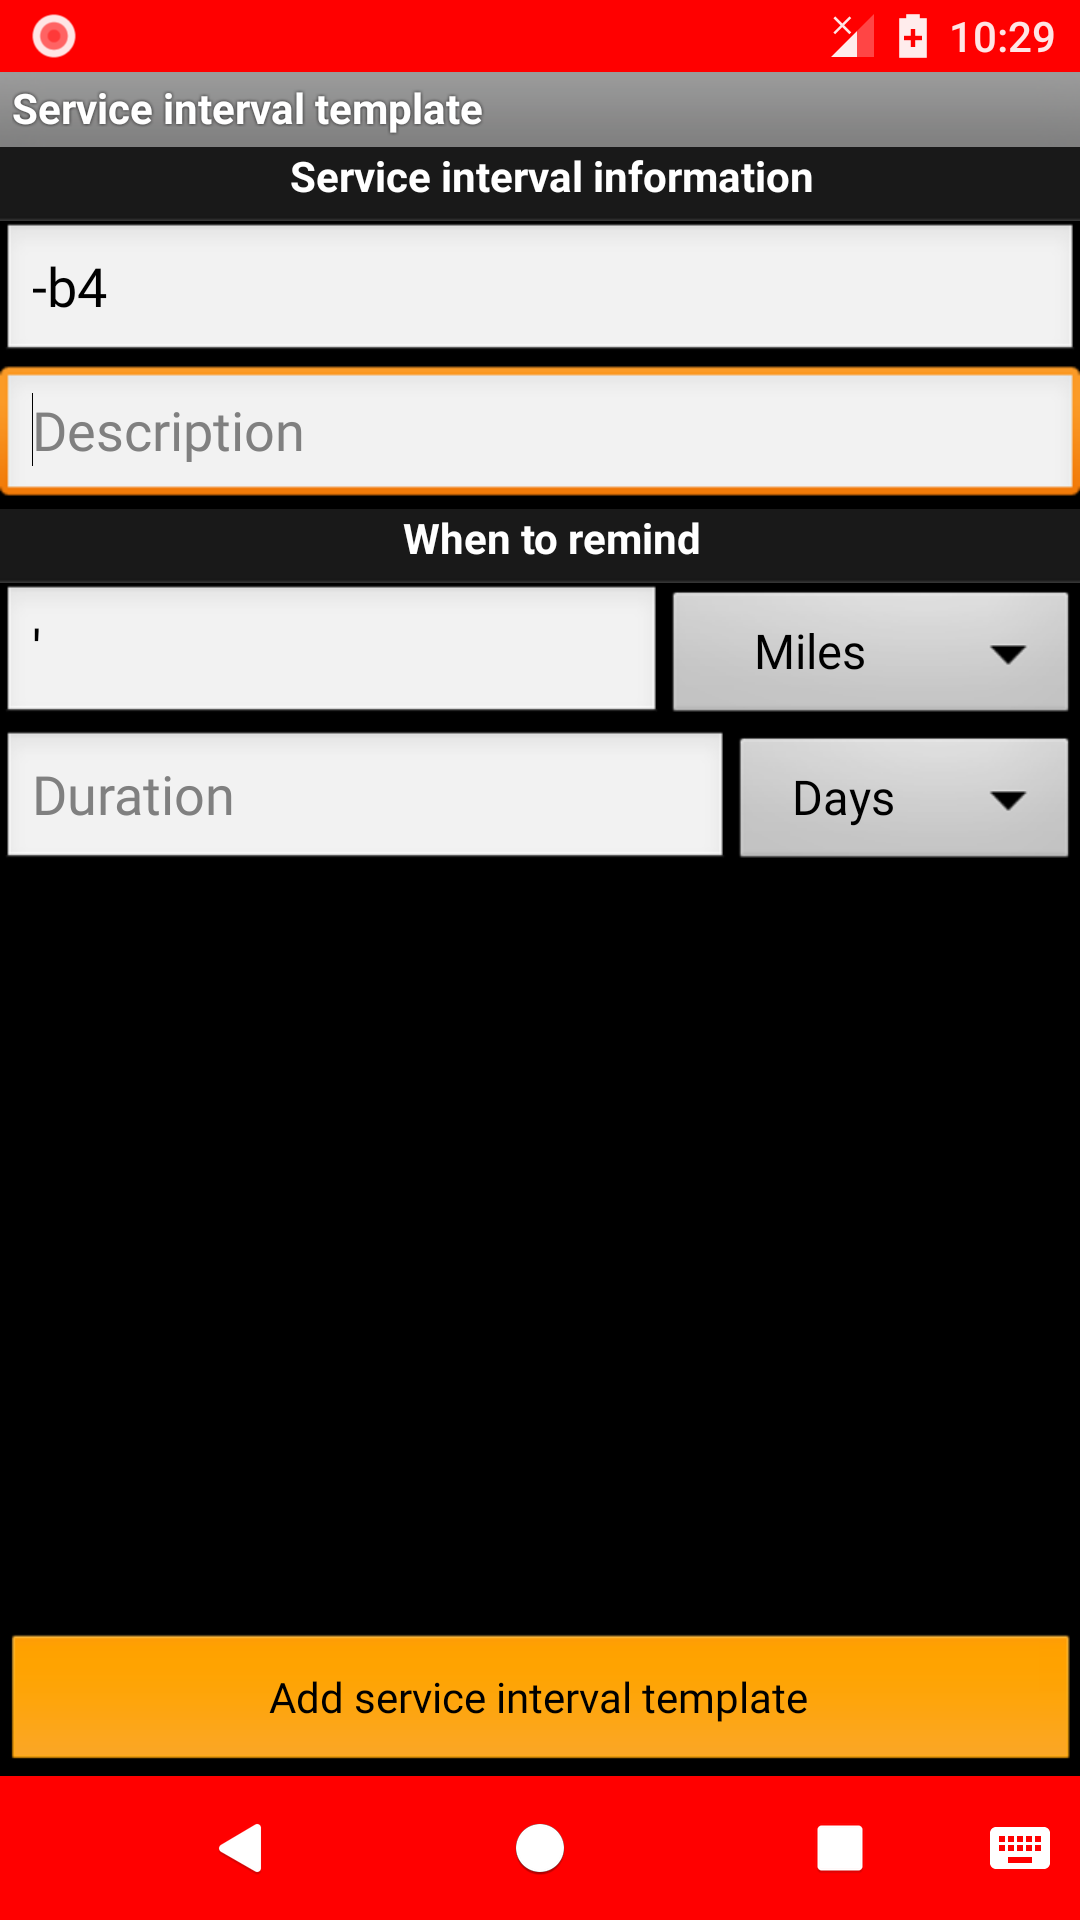 10:29
Service interval template
Service interval information
-b4
Description
When to remind
'
Miles
Duration
Days
Add service interval template